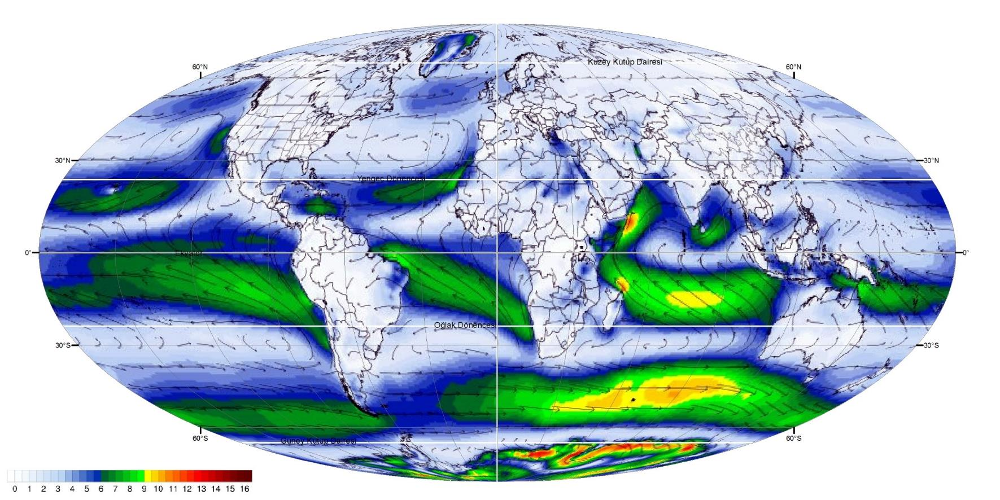 Kuzey Kutup Dairesi
60°N
60°N
30°N
30°N
Yengeç Dönencesi
0°
Ekvator
0°
Oğlak Dönencesi
30°S
30°S
60°S
60°S
Güney Kutup Dairesi
0 1 2 3 4 5 6 7 8 9 10 11 12 13 14 15 16